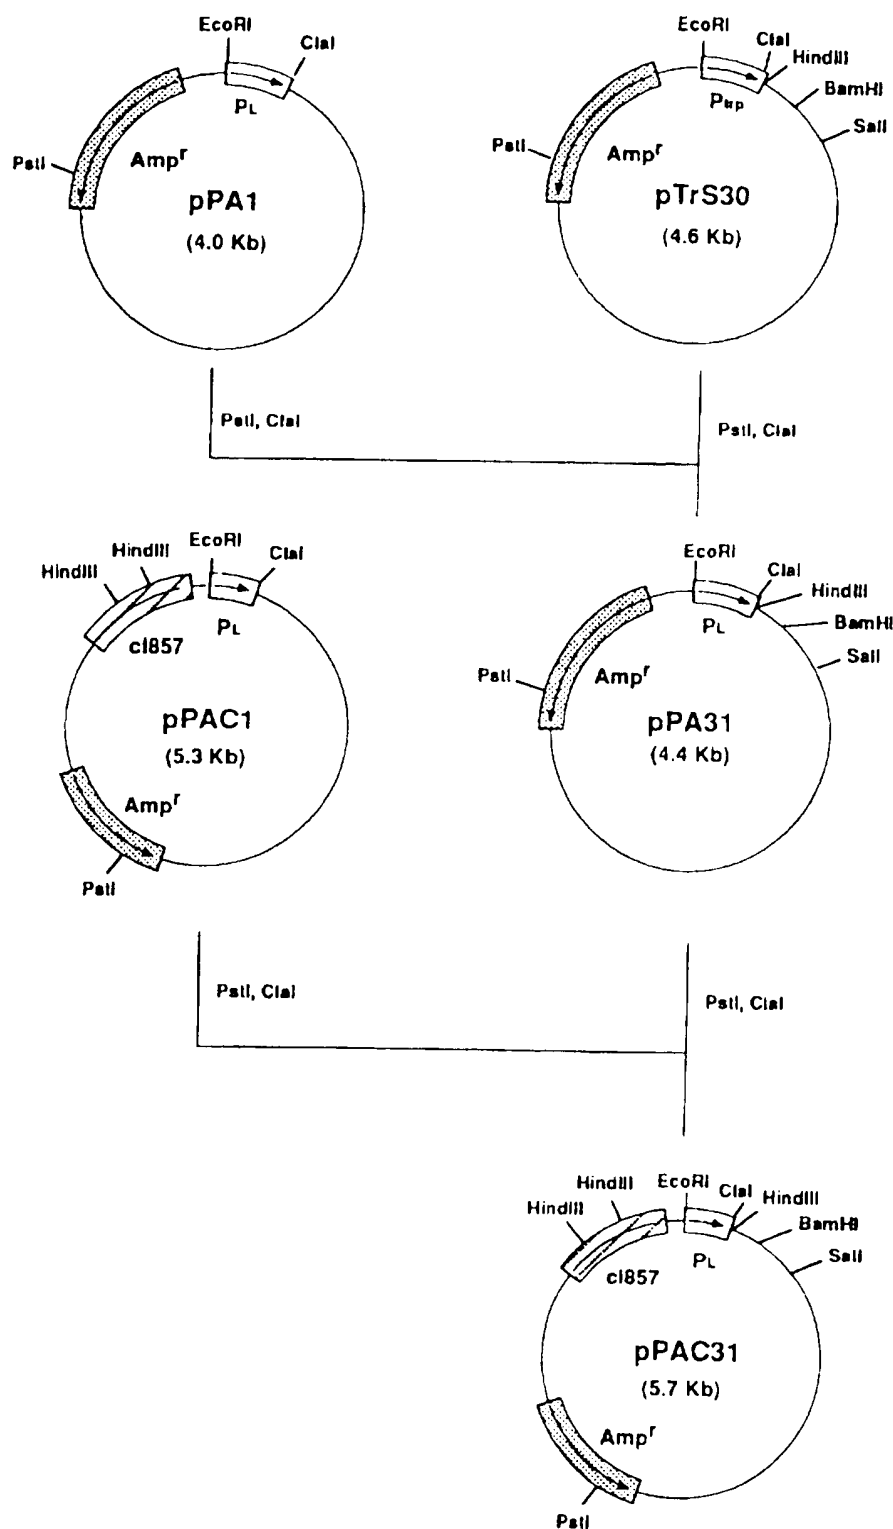 EcoRI
ClaI
PL
PstI
Ampr
pPA1
(4.0 Kb)
EcoRI
ClaI
HindIII
BamHI
SalI
Ptrp
PstI
Ampr
pTrS30
(4.6 Kb)
PstI, ClaI
PstI, ClaI
HindIII
HindIII
EcoRI
ClaI
PL
cI857
pPAC1
(5.3 Kb)
Ampr
PstI
EcoRI
ClaI
HindIII
BamHI
SalI
PL
PstI
Ampr
pPA31
(4.4 Kb)
PstI, ClaI
PstI, ClaI
HindIII
HindIII
EcoRI
ClaI
HindIII
BamHI
SalI
PL
cI857
pPAC31
(5.7 Kb)
Ampr
PstI